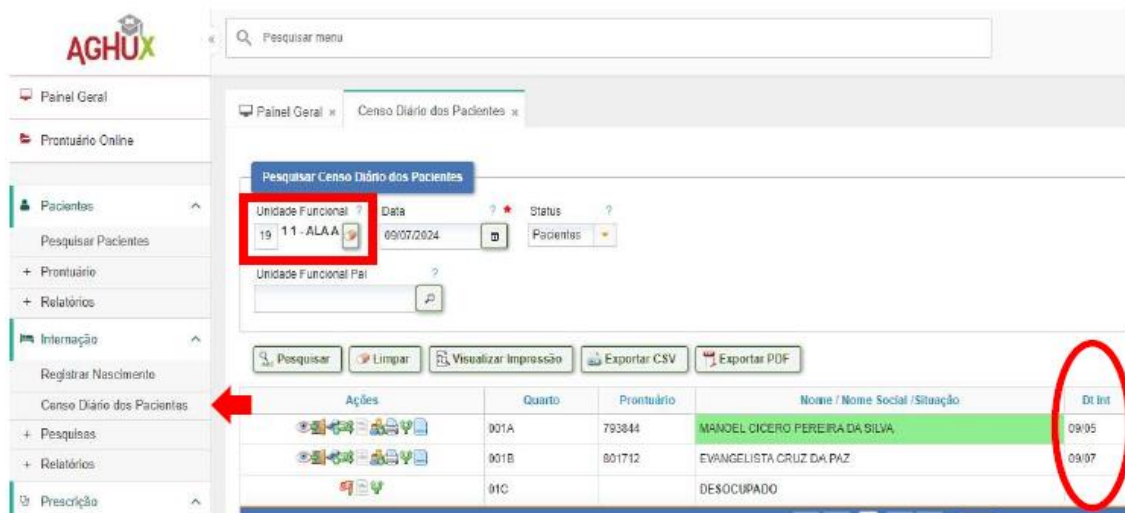 AGHUX
«
Pesquisar menu
Painel Geral
Prontuário Online
Pacientes
Pesquisar Pacientes
+ Prontuário
+ Relatórios
Internação
Registrar Nascimento
Censo Diário dos Pacientes
+ Pesquisas
+ Relatórios
Prescrição
Painel Geral × Censo Diário dos Pacientes ×
Pesquisar Censo Diário dos Pacientes
Unidade Funcional ? Data ? Status ?
19 1 1 - ALA A 09/07/2024 Pacientes
Unidade Funcional Pai ?
Pesquisar Limpar Visualizar Impressão Exportar CSV Exportar PDF
Ações Quarto Prontuário Nome / Nome Social /Situação Dt Int
001A 793844 MANOEL CICERO PEREIRA DA SILVA 09/05
001B 801712 EVANGELISTA CRUZ DA PAZ 09/07
01C DESOCUPADO